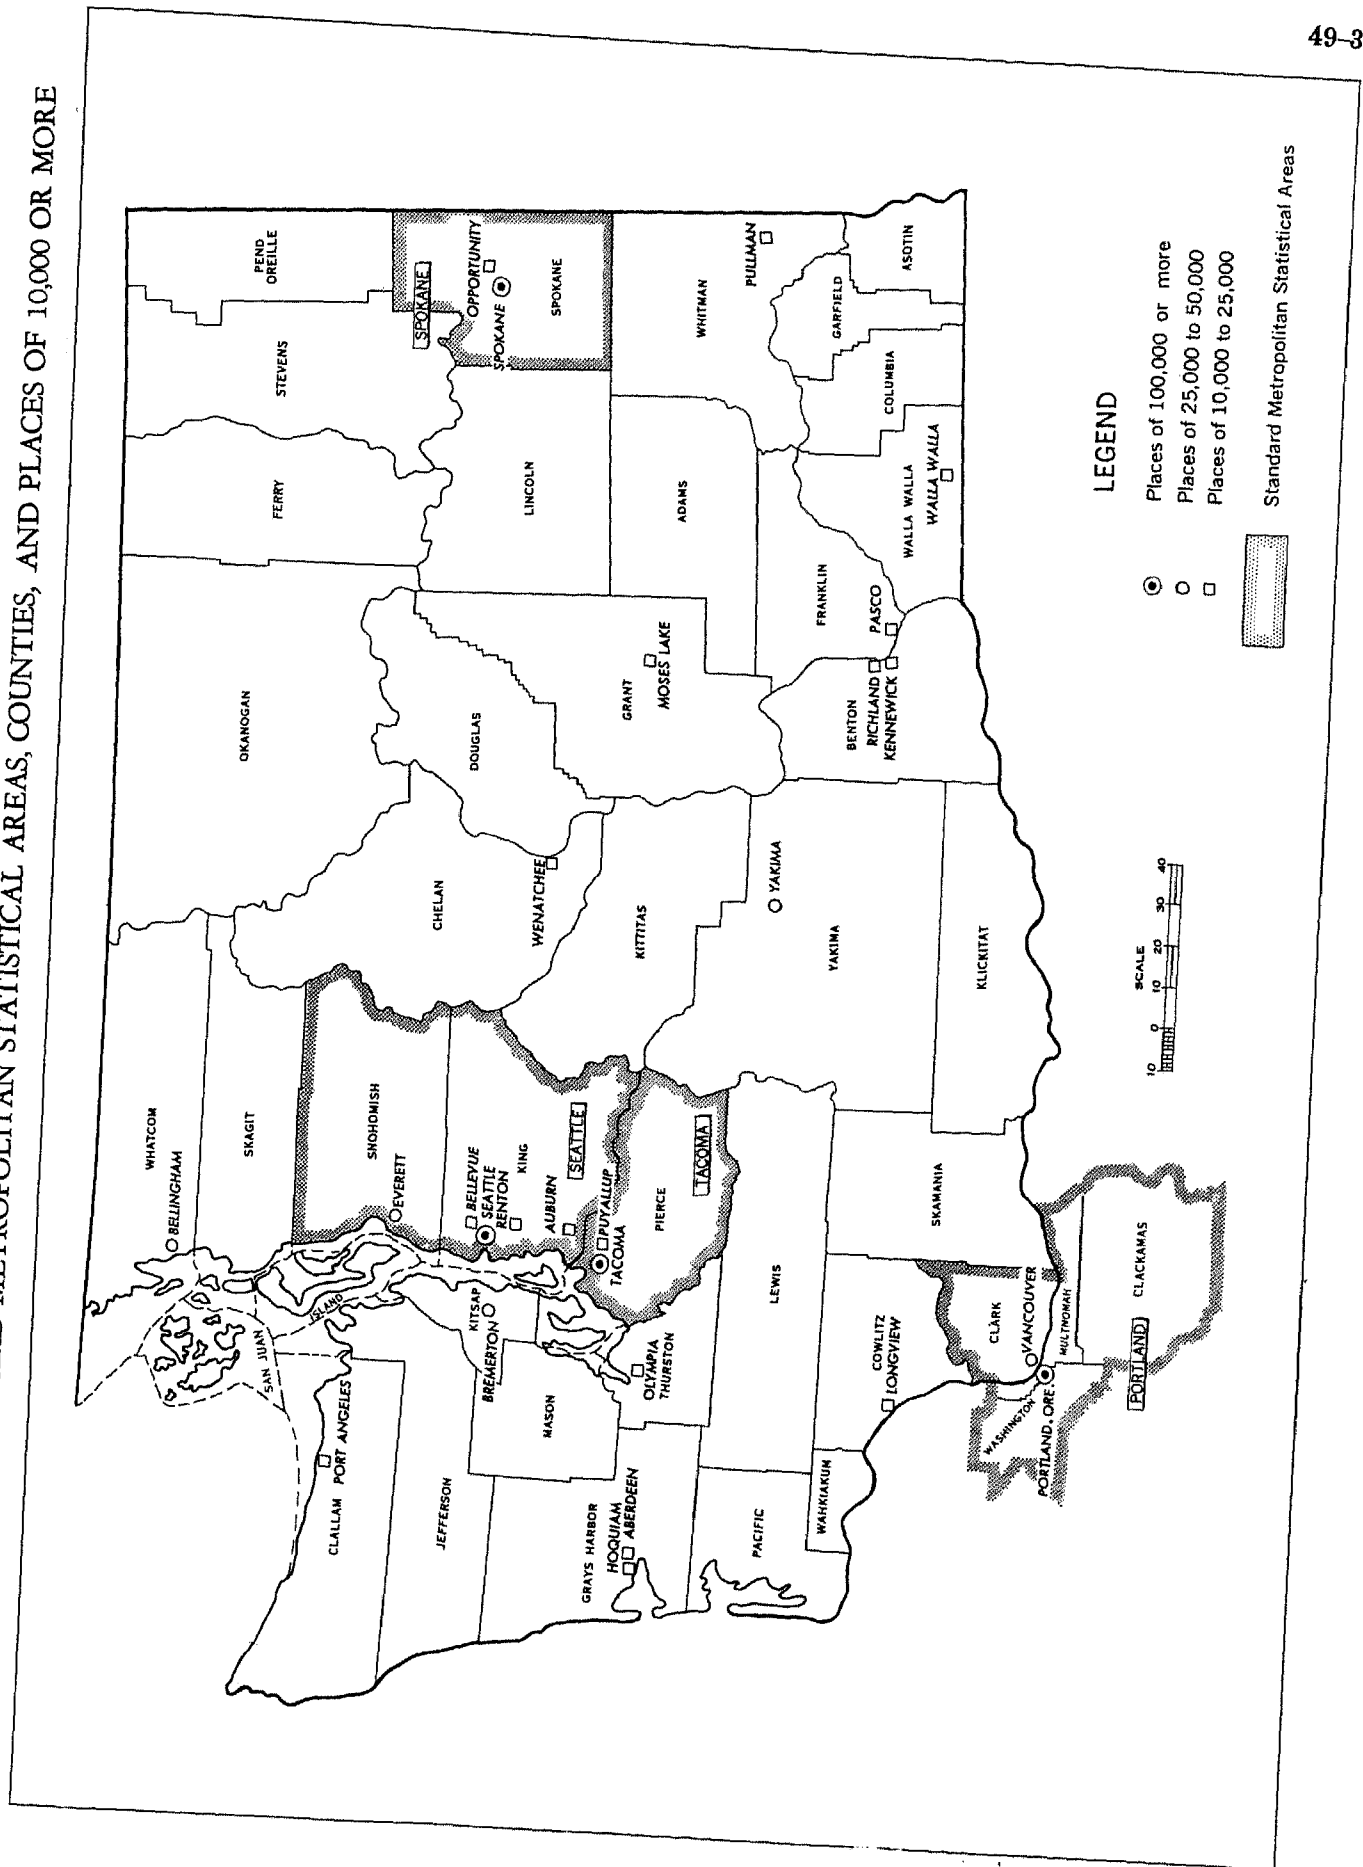 49–3
METROPOLITAN STATISTICAL AREAS, COUNTIES, AND PLACES OF 10,000 OR MORE
WHATCOM
BELLINGHAM
SAN JUAN
SKAGIT
ISLAND
SNOHOMISH
EVERETT
CLALLAM
PORT ANGELES
JEFFERSON
KITSAP
BREMERTON
BELLEVUE
SEATTLE
RENTON
KING
AUBURN
SEATTLE
MASON
GRAYS HARBOR
HOQUIAM
ABERDEEN
OLYMPIA
THURSTON
PUYALLUP
TACOMA
PIERCE
TACOMA
PACIFIC
LEWIS
WAHKIAKUM
COWLITZ
LONGVIEW
SKAMANIA
CLARK
VANCOUVER
WASHINGTON
PORTLAND, ORE.
MULTNOMAH
CLACKAMAS
PORTLAND
OKANOGAN
CHELAN
WENATCHEE
DOUGLAS
KITTITAS
GRANT
MOSES LAKE
YAKIMA
YAKIMA
KLICKITAT
BENTON
RICHLAND
KENNEWICK
FERRY
STEVENS
PEND
OREILLE
SPOKANE
OPPORTUNITY
SPOKANE
SPOKANE
LINCOLN
ADAMS
WHITMAN
PULLMAN
FRANKLIN
PASCO
WALLA WALLA
WALLA WALLA
COLUMBIA
GARFIELD
ASOTIN
SCALE
10 0 10 20 30 40
LEGEND
Places of 100,000 or more
Places of 25,000 to 50,000
Places of 10,000 to 25,000
Standard Metropolitan Statistical Areas